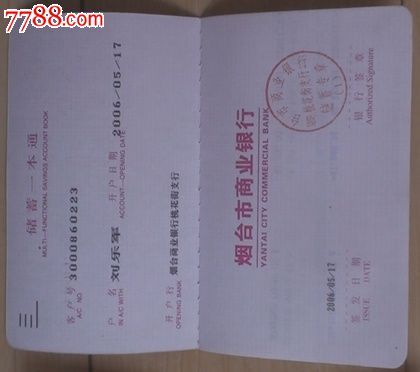 7788.com
储蓄一本通
MULTI—FUNCTIONAL SAVINGS ACCOUNT BOOK
客户号 3000860223
A/C NO
户名 刘乐军 开户日期 2006/05/17
IN A/C WITH ACCOUNT—OPENING DATE
开户行 烟台商业银行桃花街支行
OPENING BANK
烟台市商业银行
YANTAI CITY COMMERCIAL BANK
银行签章
Authorized Signature
2006/05/17
签发日期
ISSUE DATE